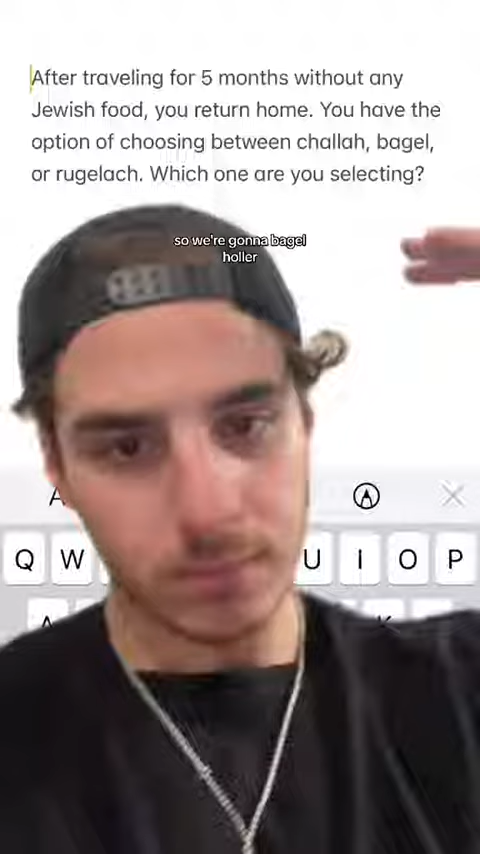 After traveling for 5 months without any
Jewish food, you return home. You have the
option of choosing between challah, bagel,
or rugelach. Which one are you selecting?
so we're gonna bagel
holler
A
Q W U I O P
A K